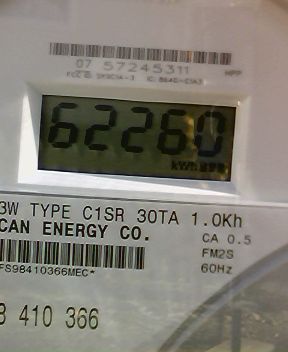 07 57245311
62260
kWh
3W TYPE C1SR 30TA 1.0Kh
CAN ENERGY CO.
CA 0.5
FM2S
FS98410366MEC*
60Hz
8 410 366